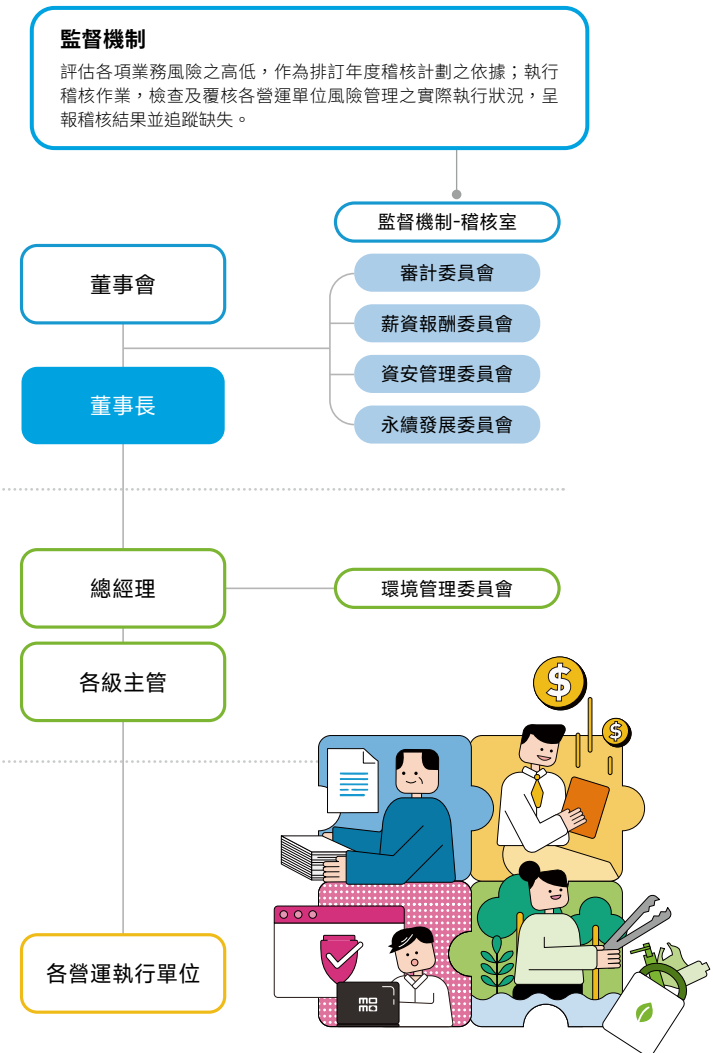 監督機制
評估各項業務風險之高低，作為排訂年度稽核計劃之依據；執行
稽核作業，檢查及覆核各營運單位風險管理之實際執行狀況，呈
報稽核結果並追蹤缺失。
監督機制-稽核室
董事會
審計委員會
薪資報酬委員會
資安管理委員會
永續發展委員會
董事長
總經理
環境管理委員會
各級主管
$
$
各營運執行單位
mo
mo